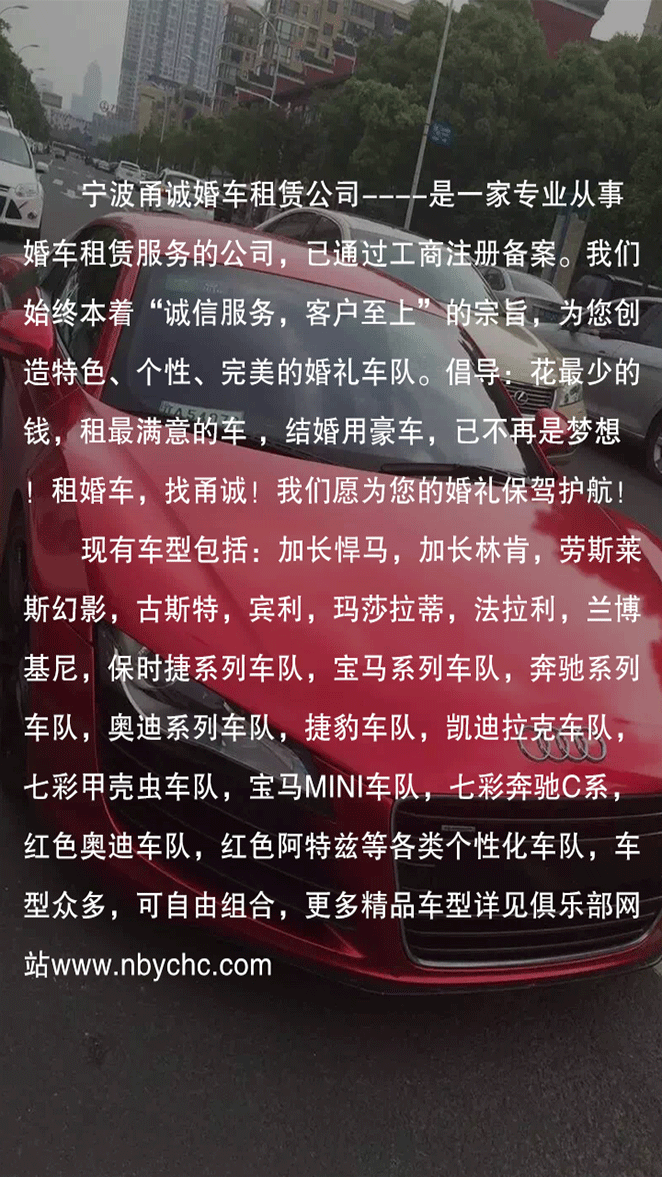 宁波甬诚婚车租赁公司----是一家专业从事
婚车租赁服务的公司，已通过工商注册备案。我们
始终本着“诚信服务，客户至上”的宗旨，为您创
造特色、个性、完美的婚礼车队。倡导：花最少的
钱，租最满意的车 ，结婚用豪车，已不再是梦想
！租婚车，找甬诚！我们愿为您的婚礼保驾护航！
现有车型包括：加长悍马，加长林肯，劳斯莱
斯幻影，古斯特，宾利，玛莎拉蒂，法拉利，兰博
基尼，保时捷系列车队，宝马系列车队，奔驰系列
车队，奥迪系列车队，捷豹车队，凯迪拉克车队，
七彩甲壳虫车队，宝马MINI车队，七彩奔驰C系，
红色奥迪车队，红色阿特兹等各类个性化车队，车
型众多，可自由组合，更多精品车型详见俱乐部网
站www.nbychc.com